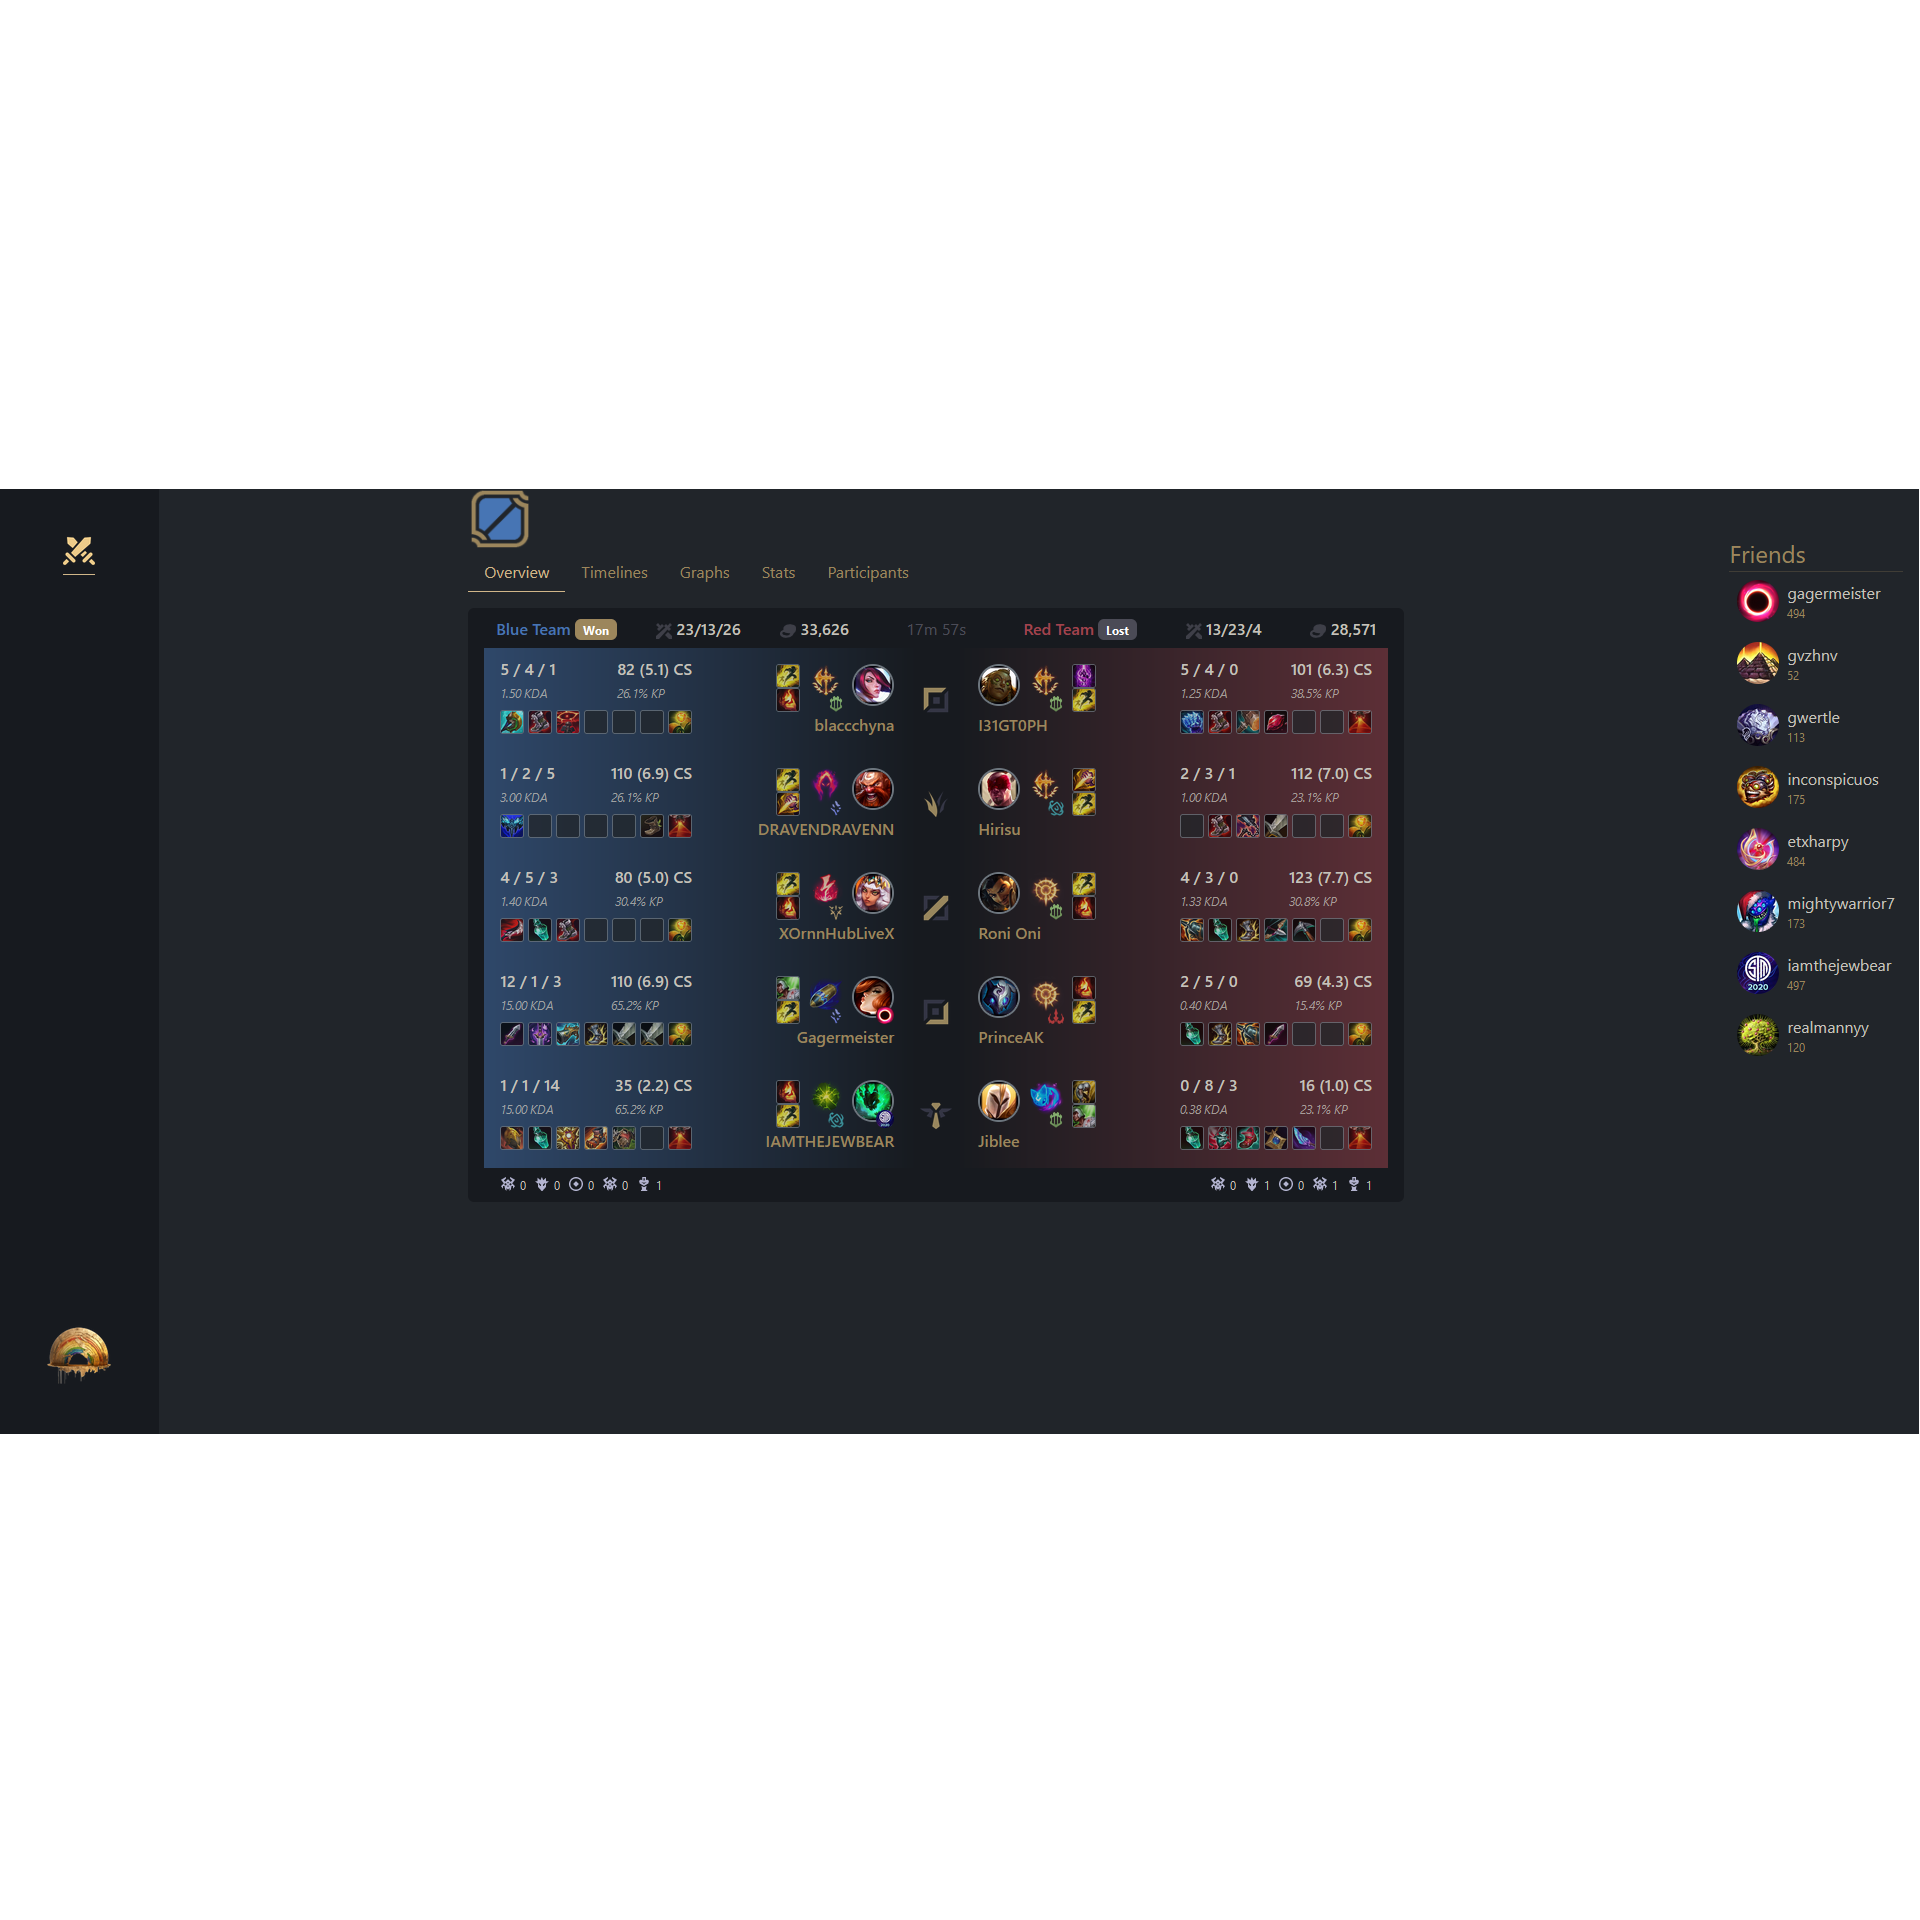 Overview Timelines Graphs Stats Participants
Blue Team Won 23/13/26 33,626 17m 57s Red Team Lost 13/23/4 28,571
5 / 4 / 1 82 (5.1) CS
1.50 KDA 26.1% KP
blaccchyna
I31GT0PH
5 / 4 / 0 101 (6.3) CS
1.25 KDA 38.5% KP
1 / 2 / 5 110 (6.9) CS
3.00 KDA 26.1% KP
DRAVENDRAVENN
Hirisu
2 / 3 / 1 112 (7.0) CS
1.00 KDA 23.1% KP
4 / 5 / 3 80 (5.0) CS
1.40 KDA 30.4% KP
XOrnnHubLiveX
Roni Oni
4 / 3 / 0 123 (7.7) CS
1.33 KDA 30.8% KP
12 / 1 / 3 110 (6.9) CS
15.00 KDA 65.2% KP
Gagermeister
PrinceAK
2 / 5 / 0 69 (4.3) CS
0.40 KDA 15.4% KP
1 / 1 / 14 35 (2.2) CS
15.00 KDA 65.2% KP
IAMTHEJEWBEAR
Jiblee
0 / 8 / 3 16 (1.0) CS
0.38 KDA 23.1% KP
0 0 0 0 1
0 1 0 1 1
Friends
gagermeister
494
gvzhnv
52
gwertle
113
inconspicuos
175
etxharpy
484
mightywarrior7
173
iamthejewbear
497
2020
realmannyy
120